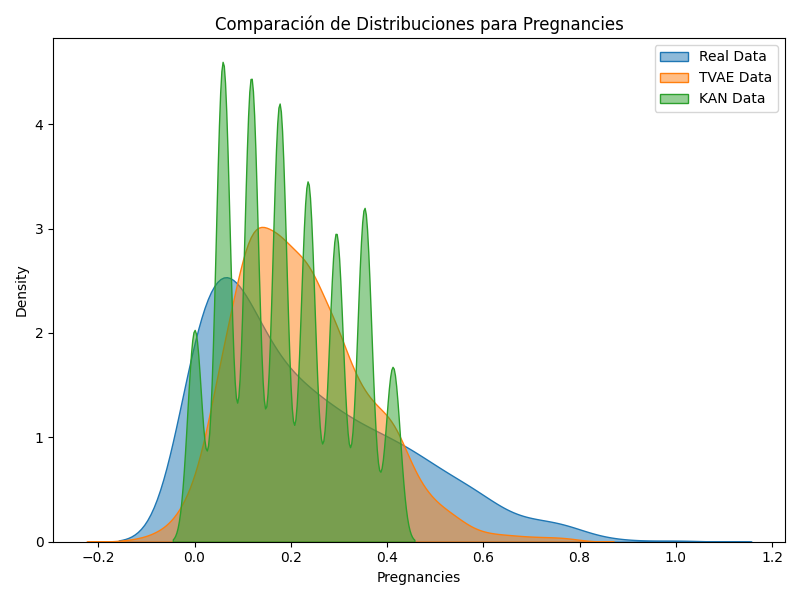 Comparación de Distribuciones para Pregnancies
Real Data
TVAE Data
KAN Data
Density
4
3
2
1
0
−0.2 0.0 0.2 0.4 0.6 0.8 1.0 1.2
Pregnancies